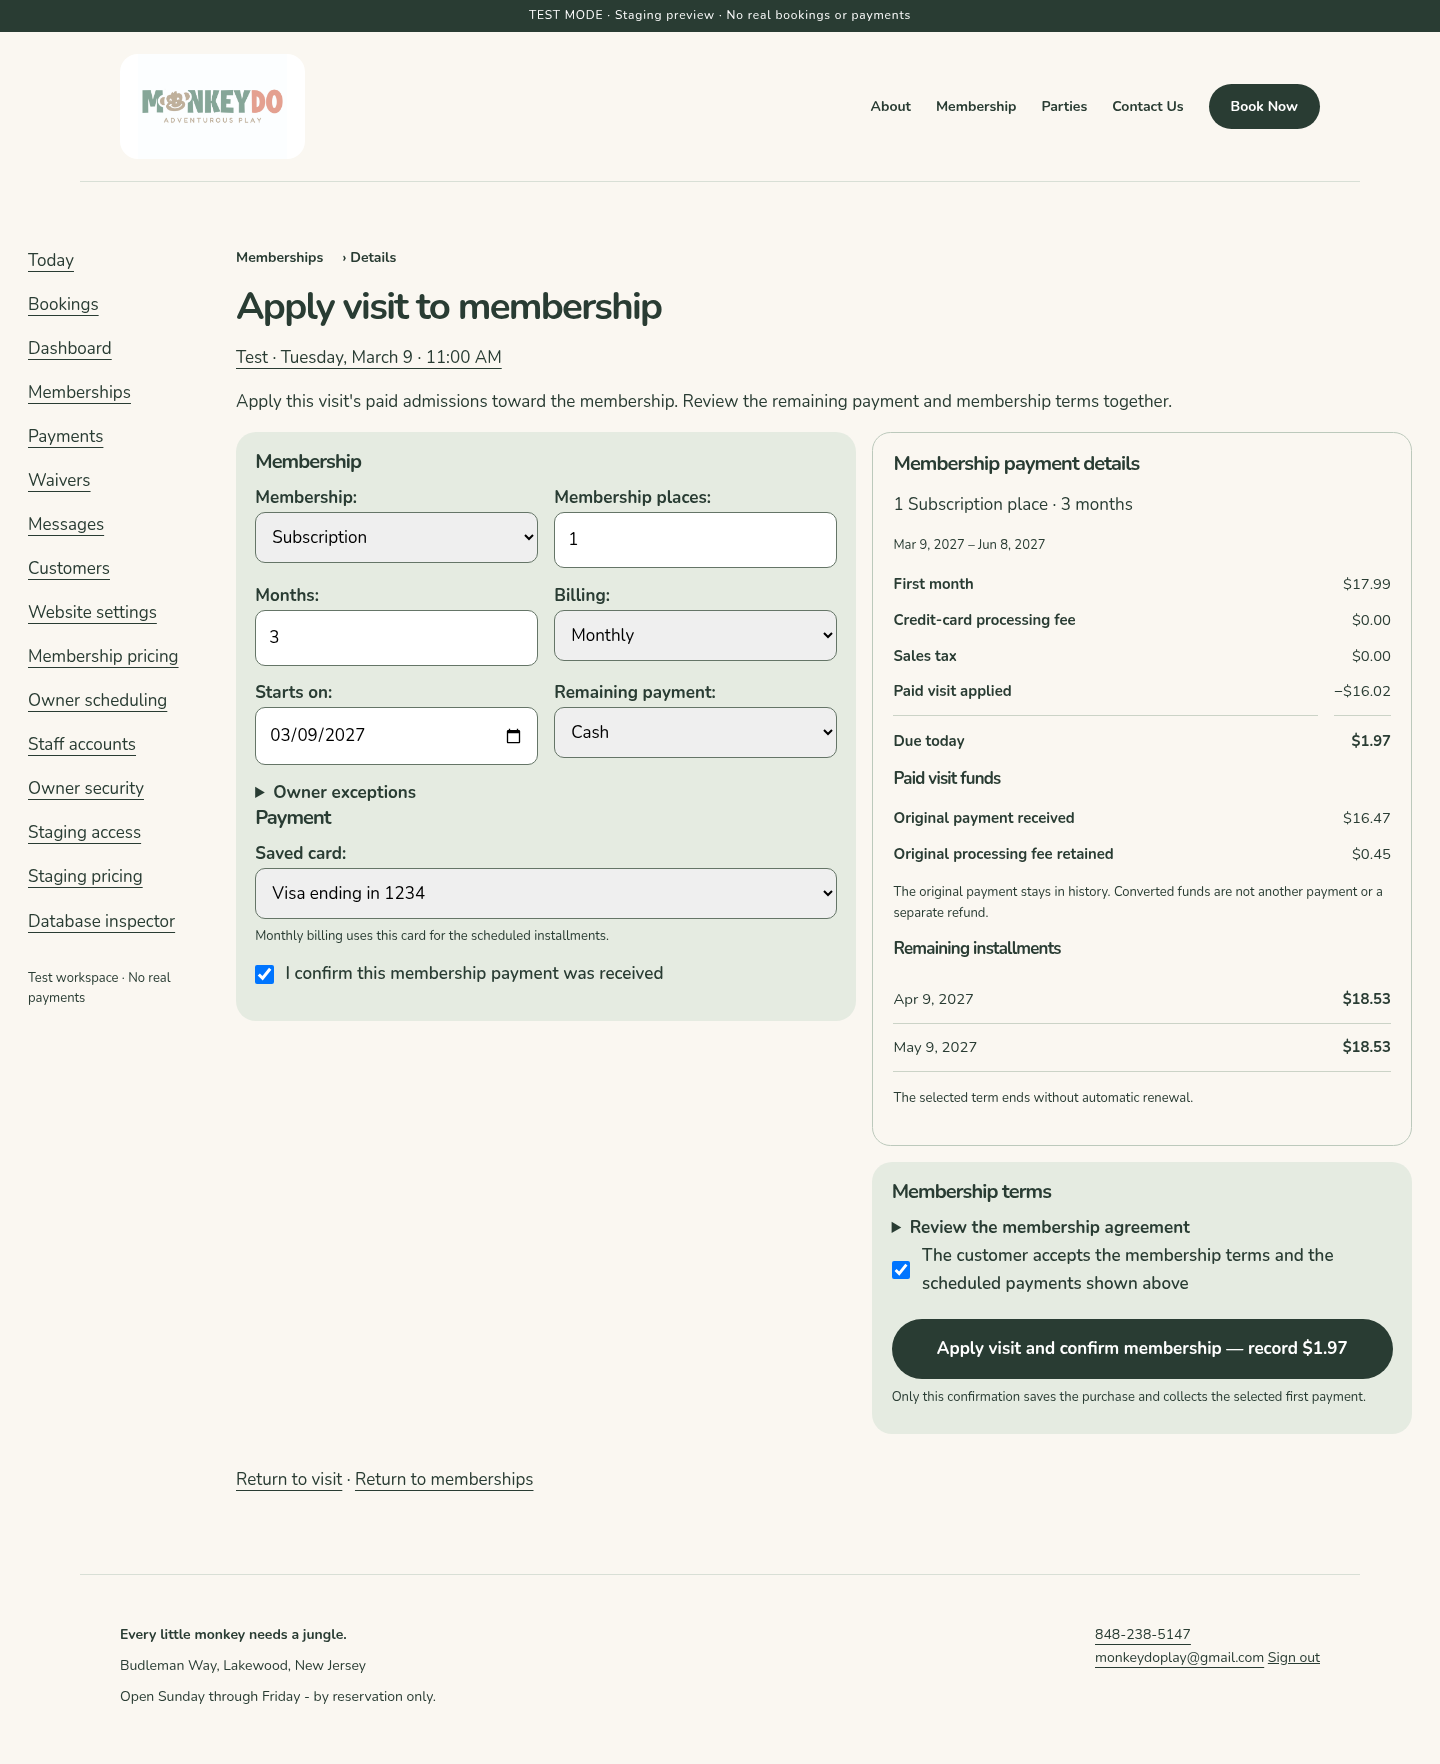 TEST MODE · Staging preview · No real bookings or payments
MONKEYDO
ADVENTUROUS PLAY
About Membership Parties Contact Us Book Now
Today
Bookings
Dashboard
Memberships
Payments
Waivers
Messages
Customers
Website settings
Membership pricing
Owner scheduling
Staff accounts
Owner security
Staging access
Staging pricing
Database inspector
Test workspace · No real
payments
Memberships › Details
Apply visit to membership
Test · Tuesday, March 9 · 11:00 AM
Apply this visit's paid admissions toward the membership. Review the remaining payment and membership terms together.
Membership
Membership: Membership places:
Subscription 1
Months: Billing:
3 Monthly
Starts on: Remaining payment:
03/09/2027 Cash
Owner exceptions
Payment
Saved card:
Visa ending in 1234
Monthly billing uses this card for the scheduled installments.
I confirm this membership payment was received
Membership payment details
1 Subscription place · 3 months
Mar 9, 2027 – Jun 8, 2027
First month $17.99
Credit-card processing fee $0.00
Sales tax $0.00
Paid visit applied −$16.02
Due today $1.97
Paid visit funds
Original payment received $16.47
Original processing fee retained $0.45
The original payment stays in history. Converted funds are not another payment or a
separate refund.
Remaining installments
Apr 9, 2027 $18.53
May 9, 2027 $18.53
The selected term ends without automatic renewal.
Membership terms
Review the membership agreement
The customer accepts the membership terms and the
scheduled payments shown above
Apply visit and confirm membership — record $1.97
Only this confirmation saves the purchase and collects the selected first payment.
Return to visit · Return to memberships
Every little monkey needs a jungle.
Budleman Way, Lakewood, New Jersey
Open Sunday through Friday - by reservation only.
848-238-5147
monkeydoplay@gmail.com Sign out